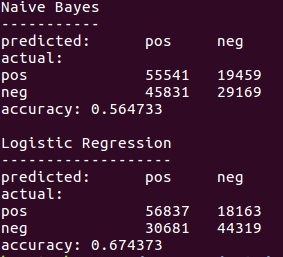 Naive Bayes
-----------
predicted: pos neg
actual:
pos 55541 19459
neg 45831 29169
accuracy: 0.564733

Logistic Regression
-------------------
predicted: pos neg
actual:
pos 56837 18163
neg 30681 44319
accuracy: 0.674373